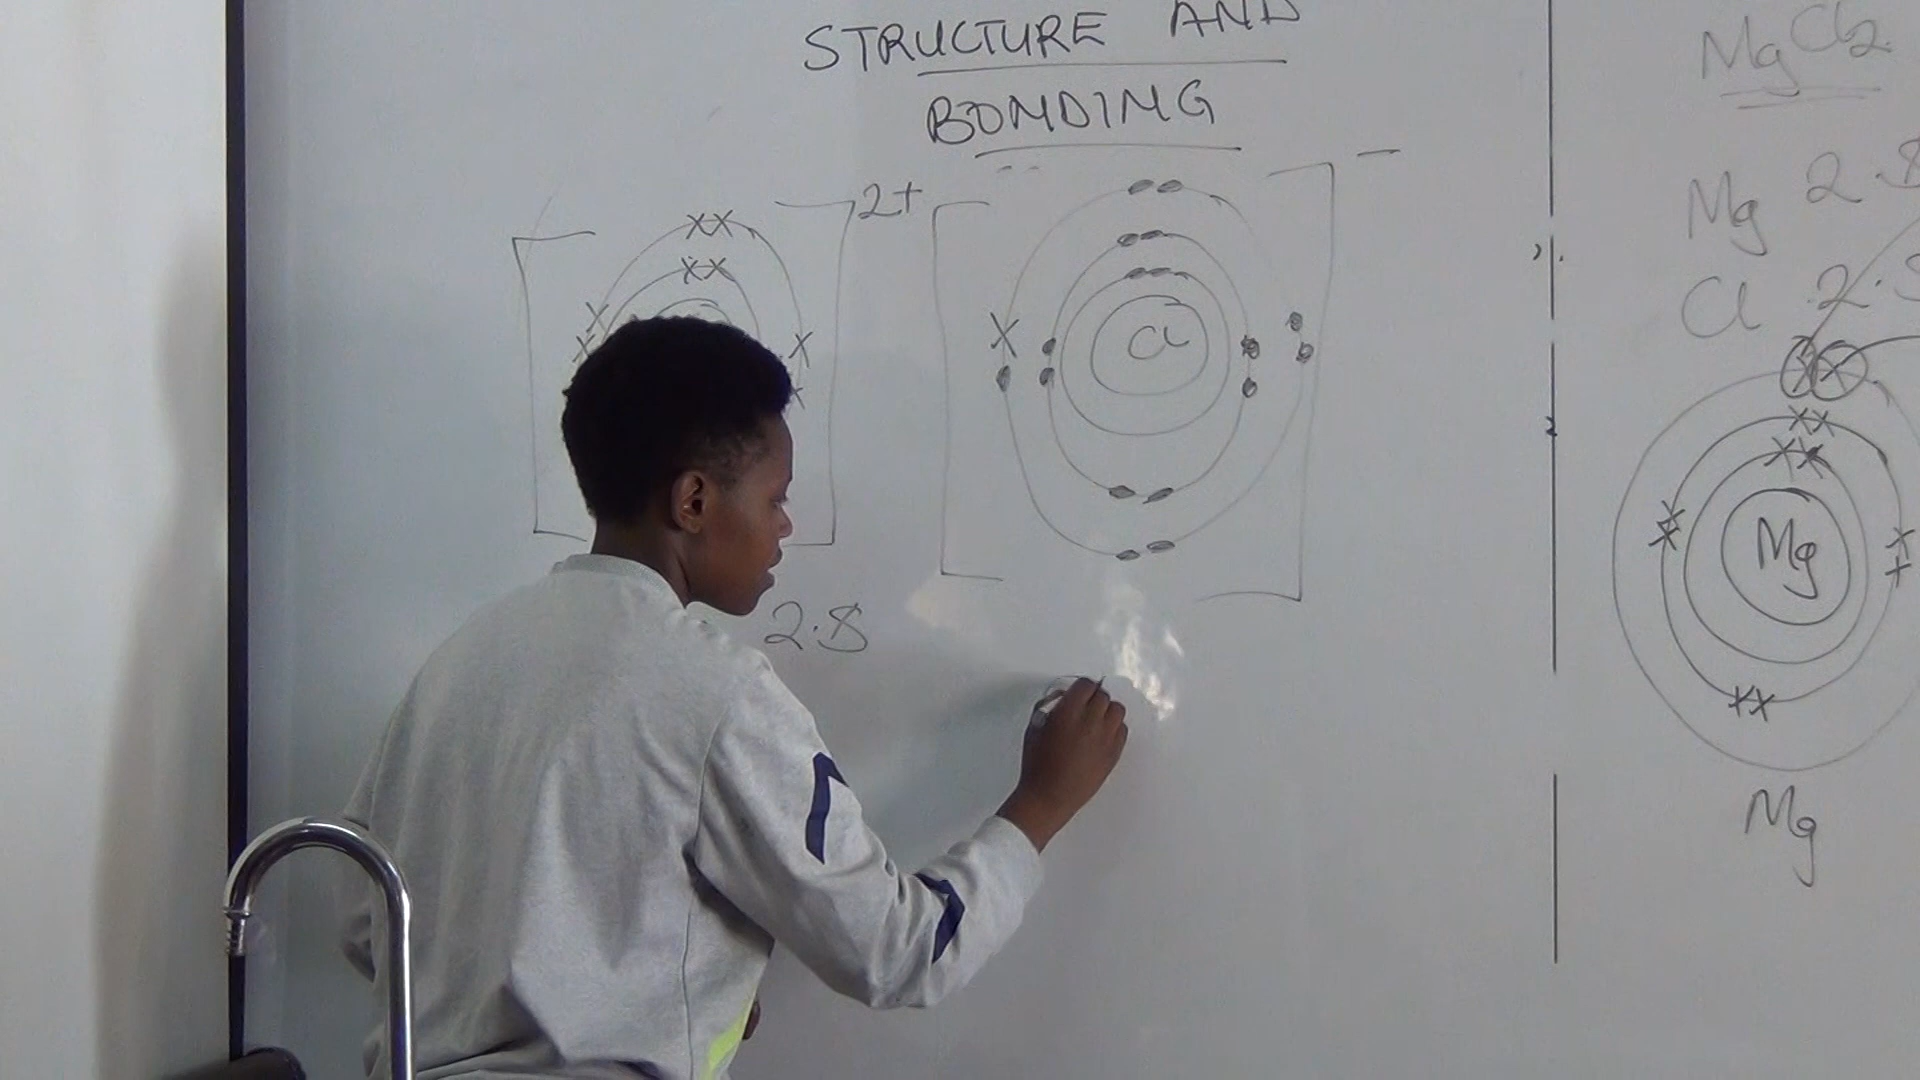 STRUCTURE AND
BONDING
2+
−
Cl
2.8
MgCl2
Mg 2.8
Cl 2.8
Mg
Mg